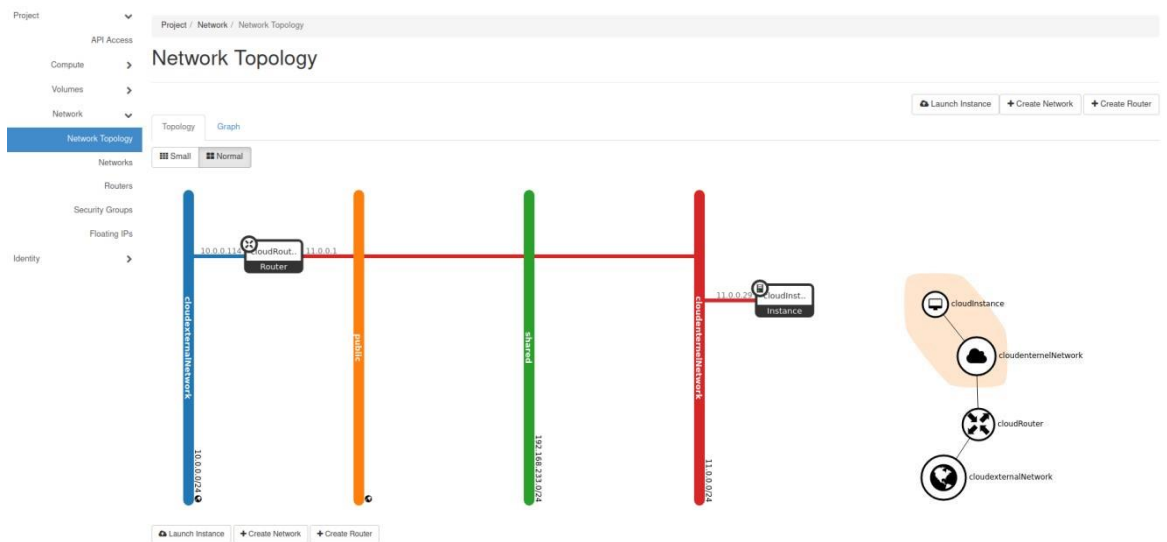 Project
API Access
Compute
Volumes
Network
Network Topology
Networks
Routers
Security Groups
Floating IPs
Identity
Project / Network / Network Topology
Network Topology
Launch Instance
+ Create Network
+ Create Router
Topology
Graph
Small
Normal
cloudexternalNetwork
10.0.0.0/24
10.0.0.114
cloudRout..
Router
11.0.0.1
public
shared
192.168.233.0/24
cloudenternelNetwork
11.0.0.0/24
11.0.0.29
cloudInst..
Instance
cloudInstance
cloudenternelNetwork
cloudRouter
cloudexternalNetwork
Launch Instance
+ Create Network
+ Create Router